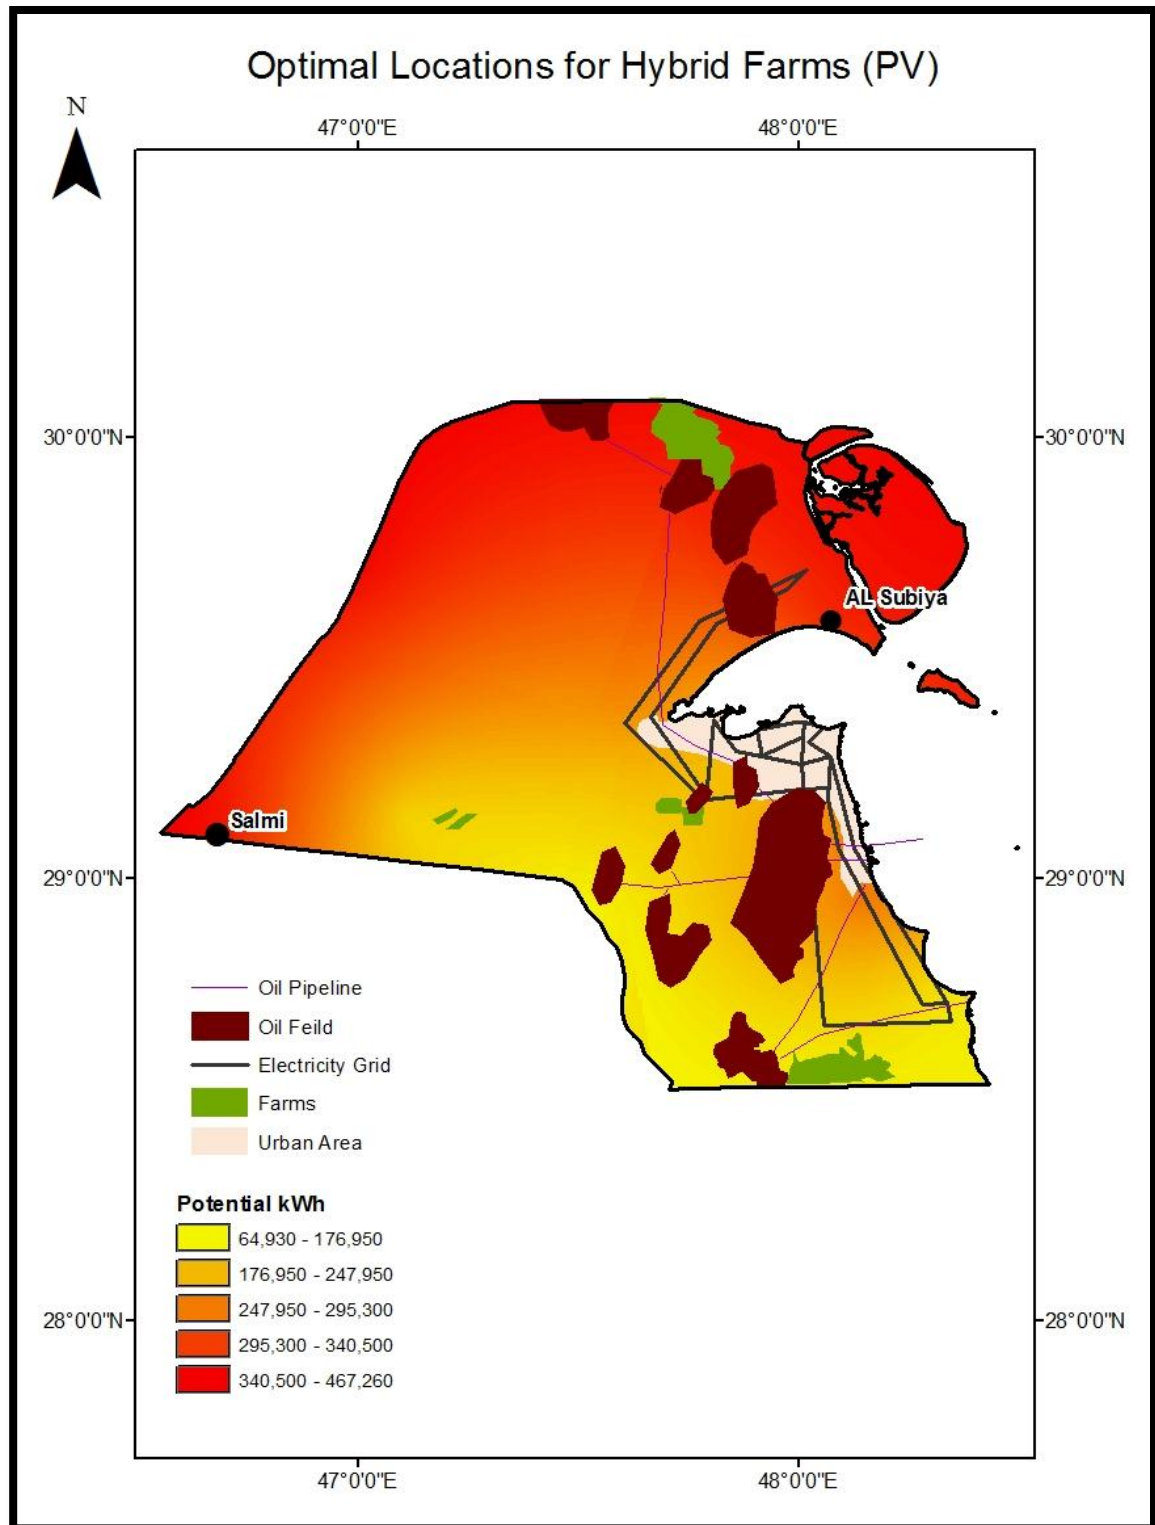 Optimal Locations for Hybrid Farms (PV)
N
47°0'0"E
48°0'0"E
30°0'0"N
30°0'0"N
AL Subiya
Salmi
29°0'0"N
29°0'0"N
Oil Pipeline
Oil Feild
Electricity Grid
Farms
Urban Area
Potential kWh
64,930 - 176,950
176,950 - 247,950
247,950 - 295,300
295,300 - 340,500
340,500 - 467,260
28°0'0"N
28°0'0"N
47°0'0"E
48°0'0"E